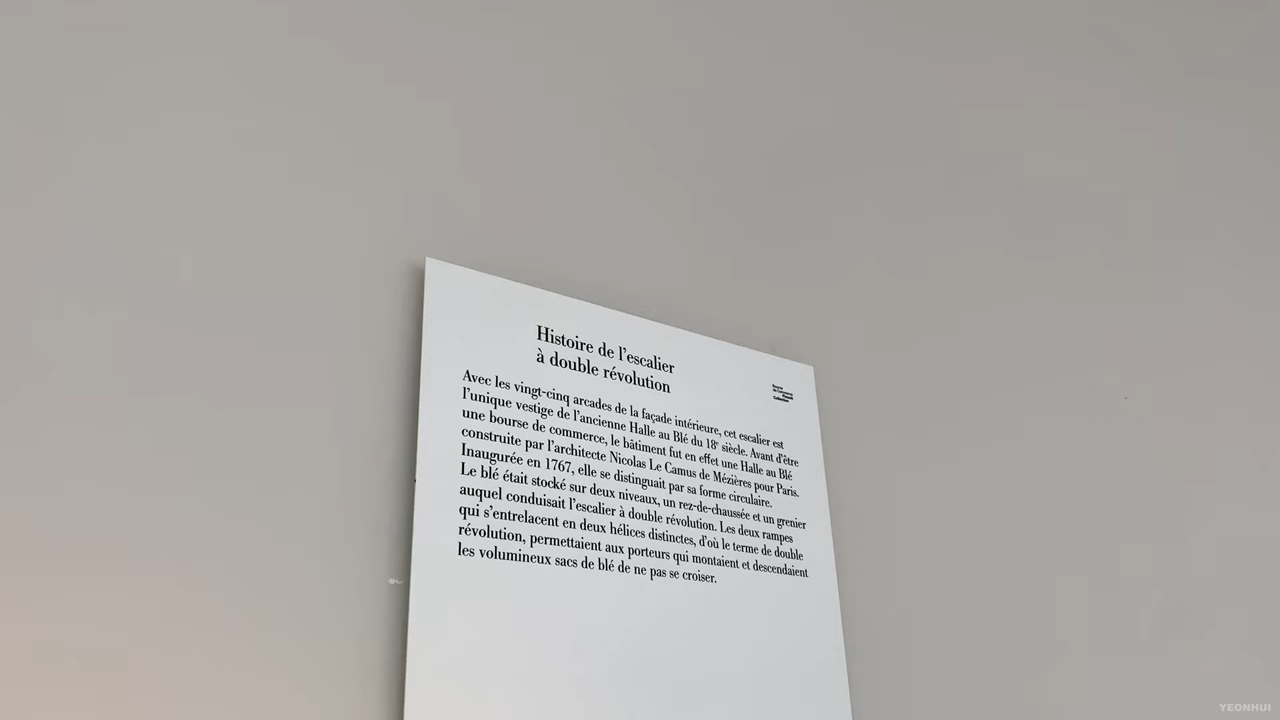 Histoire de l'escalier
à double révolution
Bourse
de Commerce
Pinault
Collection
Avec les vingt-cinq arcades de la façade intérieure, cet escalier est
l'unique vestige de l'ancienne Halle au Blé du 18e siècle. Avant d'être
une bourse de commerce, le bâtiment fut en effet une Halle au Blé
construite par l'architecte Nicolas Le Camus de Mézières pour Paris.
Inaugurée en 1767, elle se distinguait par sa forme circulaire.
Le blé était stocké sur deux niveaux, un rez-de-chaussée et un grenier
auquel conduisait l'escalier à double révolution. Les deux rampes
qui s'entrelacent en deux hélices distinctes, d'où le terme de double
révolution, permettaient aux porteurs qui montaient et descendaient
les volumineux sacs de blé de ne pas se croiser.
YEONHUI